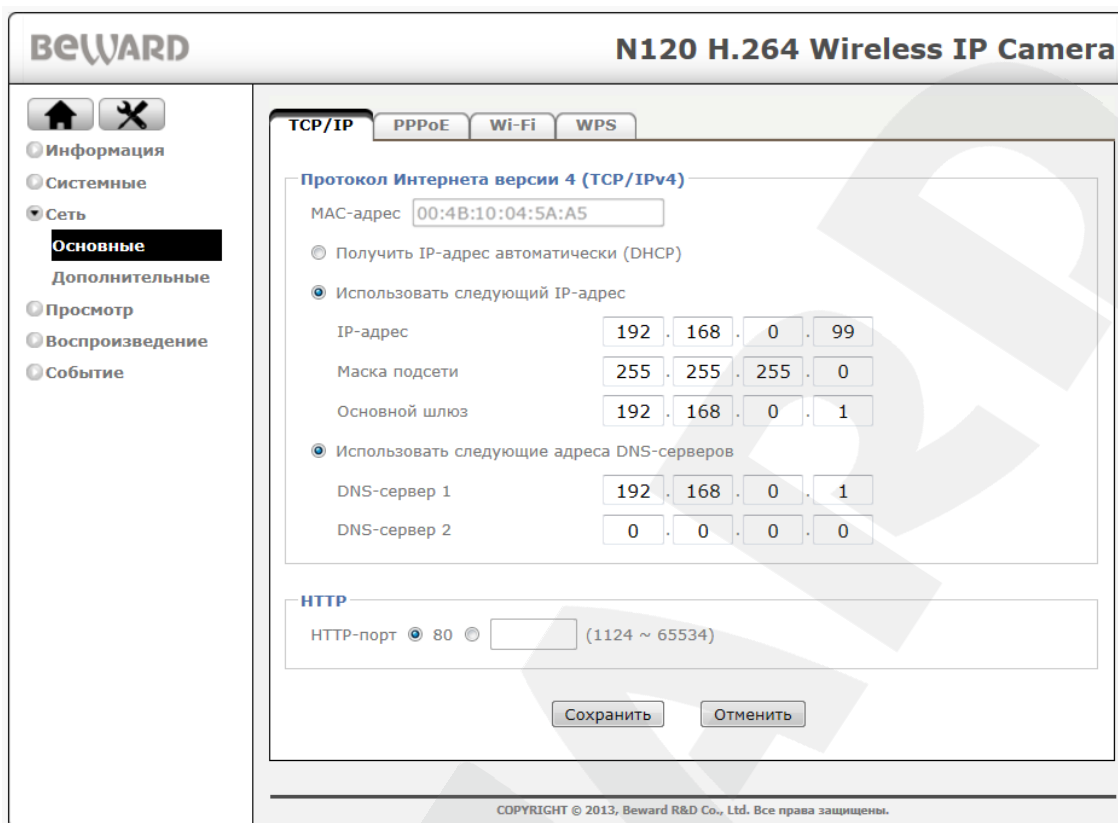 BEWARD
N120 H.264 Wireless IP Camera
Информация
Системные
Сеть
Основные
Дополнительные
Просмотр
Воспроизведение
Событие
TCP/IP PPPoE Wi-Fi WPS
Протокол Интернета версии 4 (TCP/IPv4)
MAC-адрес 00:4B:10:04:5A:A5
Получить IP-адрес автоматически (DHCP)
Использовать следующий IP-адрес
IP-адрес 192 . 168 . 0 . 99
Маска подсети 255 . 255 . 255 . 0
Основной шлюз 192 . 168 . 0 . 1
Использовать следующие адреса DNS-серверов
DNS-сервер 1 192 . 168 . 0 . 1
DNS-сервер 2 0 . 0 . 0 . 0
HTTP
HTTP-порт 80 (1124 ~ 65534)
Сохранить Отменить
COPYRIGHT © 2013, Beward R&D Co., Ltd. Все права защищены.